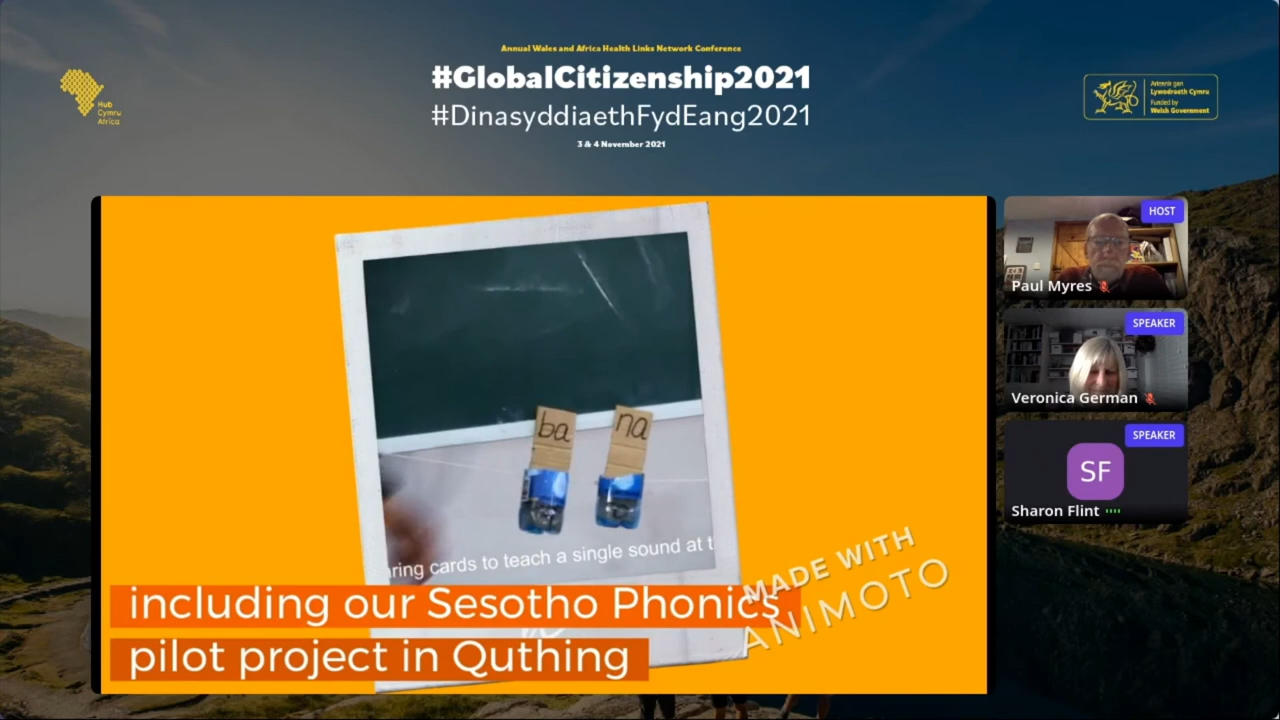 Annual Wales and Africa Health Links Network Conference
#GlobalCitizenship2021
#DinasyddiaethFydEang2021
3 & 4 November 2021
Hub
Cymru
Africa
Ariennir gan
Lywodraeth Cymru
Funded by
Welsh Government
ba
na
ring cards to teach a single sound at t
including our Sesotho Phonics
pilot project in Quthing
MADE WITH
ANIMOTO
HOST
Paul Myres
SPEAKER
Veronica German
SPEAKER
SF
Sharon Flint